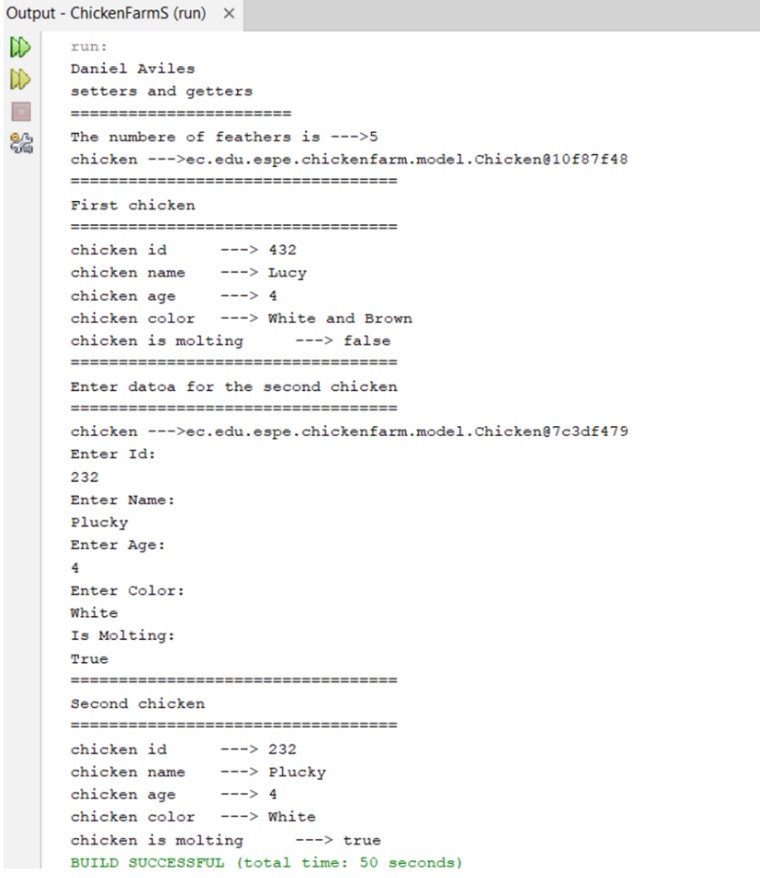 Output - ChickenFarmS (run) ×
run:
Daniel Aviles
setters and getters
=======================
The numbere of feathers is --->5
chicken --->ec.edu.espe.chickenfarm.model.Chicken@10f87f48
==================================
First chicken
==================================
chicken id ---> 432
chicken name ---> Lucy
chicken age ---> 4
chicken color ---> White and Brown
chicken is molting ---> false
==================================
Enter datoa for the second chicken
==================================
chicken --->ec.edu.espe.chickenfarm.model.Chicken@7c3df479
Enter Id:
232
Enter Name:
Plucky
Enter Age:
4
Enter Color:
White
Is Molting:
True
==================================
Second chicken
==================================
chicken id ---> 232
chicken name ---> Plucky
chicken age ---> 4
chicken color ---> White
chicken is molting ---> true
BUILD SUCCESSFUL (total time: 50 seconds)